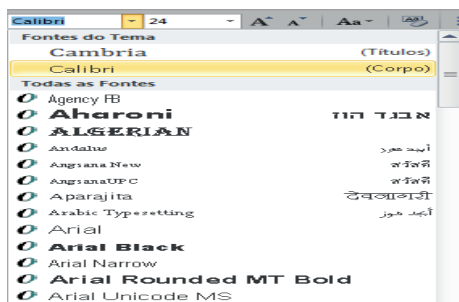 Calibri 24 A A Aa
Fontes do Tema
Cambria (Títulos)
Calibri (Corpo)
Todas as Fontes
Agency FB
Aharoni אבגד הוז
ALGERIAN
Andalus أبجد هوز
Angsana New สวัสดี
AngsanaUPC สวัสดี
Aparajita देवनागरी
Arabic Typesetting أبجد هوز
Arial
Arial Black
Arial Narrow
Arial Rounded MT Bold
Arial Unicode MS